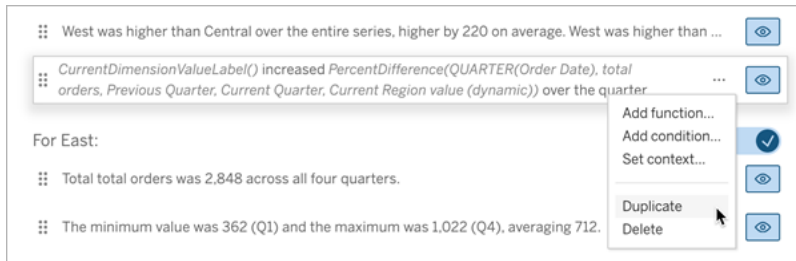 West was higher than Central over the entire series, higher by 220 on average. West was higher than ...
CurrentDimensionValueLabel() increased PercentDifference(QUARTER(Order Date), total
orders, Previous Quarter, Current Quarter, Current Region value (dynamic)) over the quarter
...
Add function...
Add condition...
Set context...
Duplicate
Delete
For East:
Total total orders was 2,848 across all four quarters.
The minimum value was 362 (Q1) and the maximum was 1,022 (Q4), averaging 712.